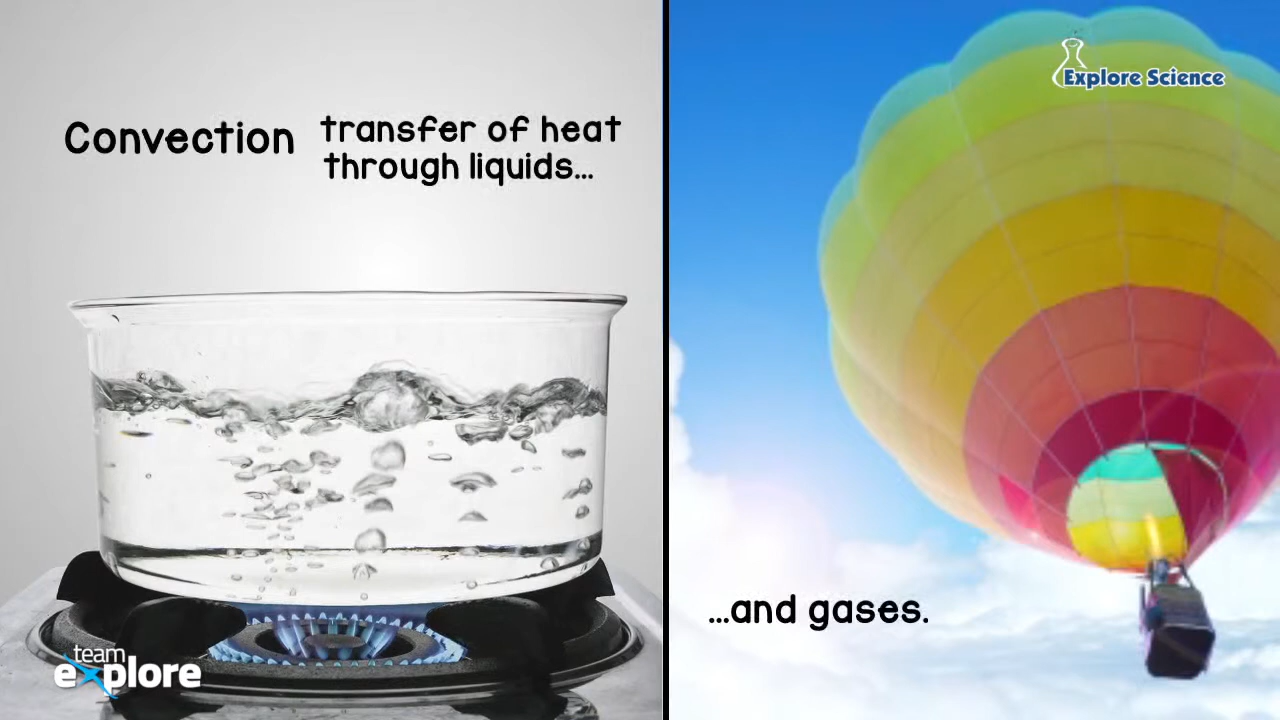 Convection
transfer of heat
through liquids...
...and gases.
Explore Science
team
explore